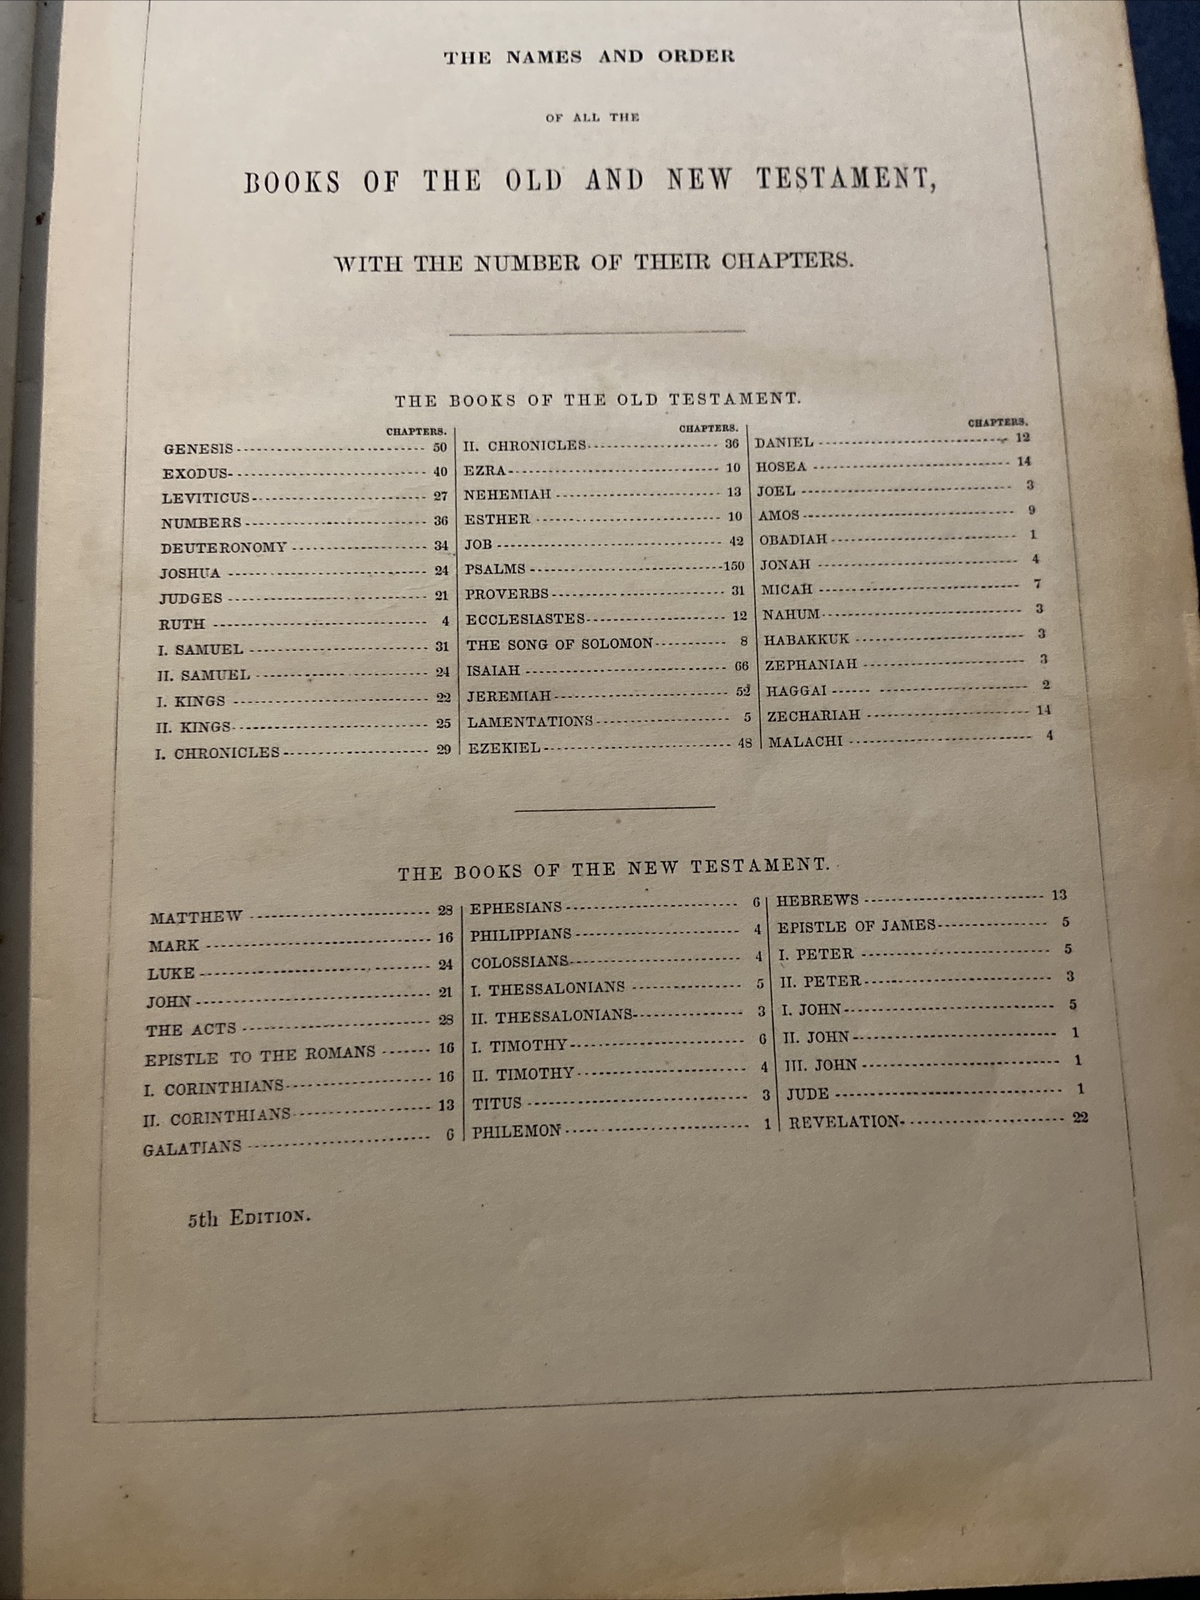 THE NAMES AND ORDER
OF ALL THE
BOOKS OF THE OLD AND NEW TESTAMENT,
WITH THE NUMBER OF THEIR CHAPTERS.
THE BOOKS OF THE OLD TESTAMENT.
CHAPTERS.
GENESIS 50
EXODUS 40
LEVITICUS 27
NUMBERS 36
DEUTERONOMY 34
JOSHUA 24
JUDGES 21
RUTH 4
I. SAMUEL 31
II. SAMUEL 24
I. KINGS 22
II. KINGS 25
I. CHRONICLES 29
CHAPTERS.
II. CHRONICLES 36
EZRA 10
NEHEMIAH 13
ESTHER 10
JOB 42
PSALMS 150
PROVERBS 31
ECCLESIASTES 12
THE SONG OF SOLOMON 8
ISAIAH 66
JEREMIAH 52
LAMENTATIONS 5
EZEKIEL 48
CHAPTERS.
DANIEL 12
HOSEA 14
JOEL 3
AMOS 9
OBADIAH 1
JONAH 4
MICAH 7
NAHUM 3
HABAKKUK 3
ZEPHANIAH 3
HAGGAI 2
ZECHARIAH 14
MALACHI 4
THE BOOKS OF THE NEW TESTAMENT.
MATTHEW 28
MARK 16
LUKE 24
JOHN 21
THE ACTS 28
EPISTLE TO THE ROMANS 16
I. CORINTHIANS 16
II. CORINTHIANS 13
GALATIANS 6
EPHESIANS 6
PHILIPPIANS 4
COLOSSIANS 4
I. THESSALONIANS 5
II. THESSALONIANS 3
I. TIMOTHY 6
II. TIMOTHY 4
TITUS 3
PHILEMON 1
HEBREWS 13
EPISTLE OF JAMES 5
I. PETER 5
II. PETER 3
I. JOHN 5
II. JOHN 1
III. JOHN 1
JUDE 1
REVELATION 22
5th EDITION.